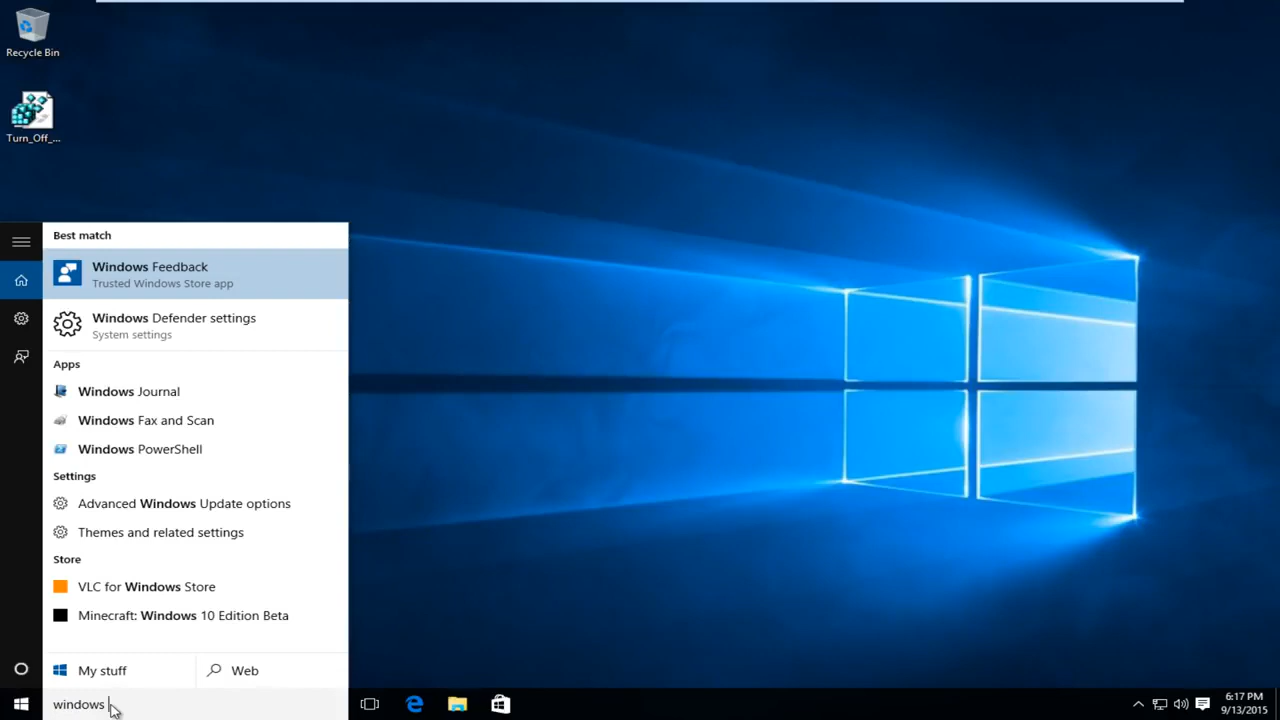 Recycle Bin
Turn_Off_...
Best match
Windows Feedback
Trusted Windows Store app
Windows Defender settings
System settings
Apps
Windows Journal
Windows Fax and Scan
Windows PowerShell
Settings
Advanced Windows Update options
Themes and related settings
Store
VLC for Windows Store
Minecraft: Windows 10 Edition Beta
My stuff
Web
windows
6:17 PM
9/13/2015